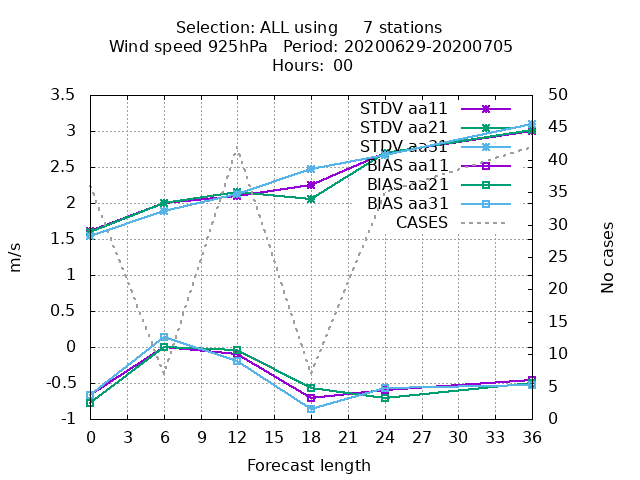 Selection: ALL using     7 stations
Wind speed 925hPa   Period: 20200629-20200705
Hours:  00
3.5
3
2.5
2
1.5
1
0.5
0
-0.5
-1
m/s
STDV aa11
STDV aa21
STDV aa31
BIAS aa11
BIAS aa21
BIAS aa31
CASES
50
45
40
35
30
25
20
15
10
5
0
No cases
0 3 6 9 12 15 18 21 24 27 30 33 36
Forecast length